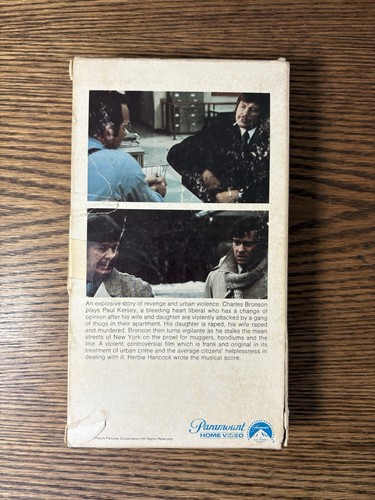 An explosive story of revenge and urban violence. Charles Bronson
plays Paul Kersey, a bleeding heart liberal who has a change of
opinion after his wife and daughter are violently attacked by a gang
of thugs in their apartment. His daughter is raped, his wife raped
and murdered. Bronson then turns vigilante as he stalks the mean
streets of New York on the prowl for muggers, hoodlums and the
like. A violent, controversial film which is frank and original in its
treatment of urban crime and the average citizens' helplessness in
dealing with it. Herbie Hancock wrote the musical score.
Paramount
HOME VIDEO
Pictures Corporation All Rights Reserved